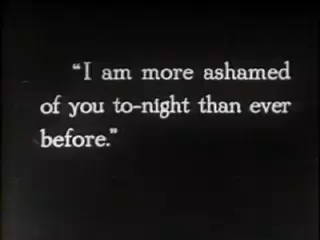 “I am more ashamed
of you to-night than ever
before.”